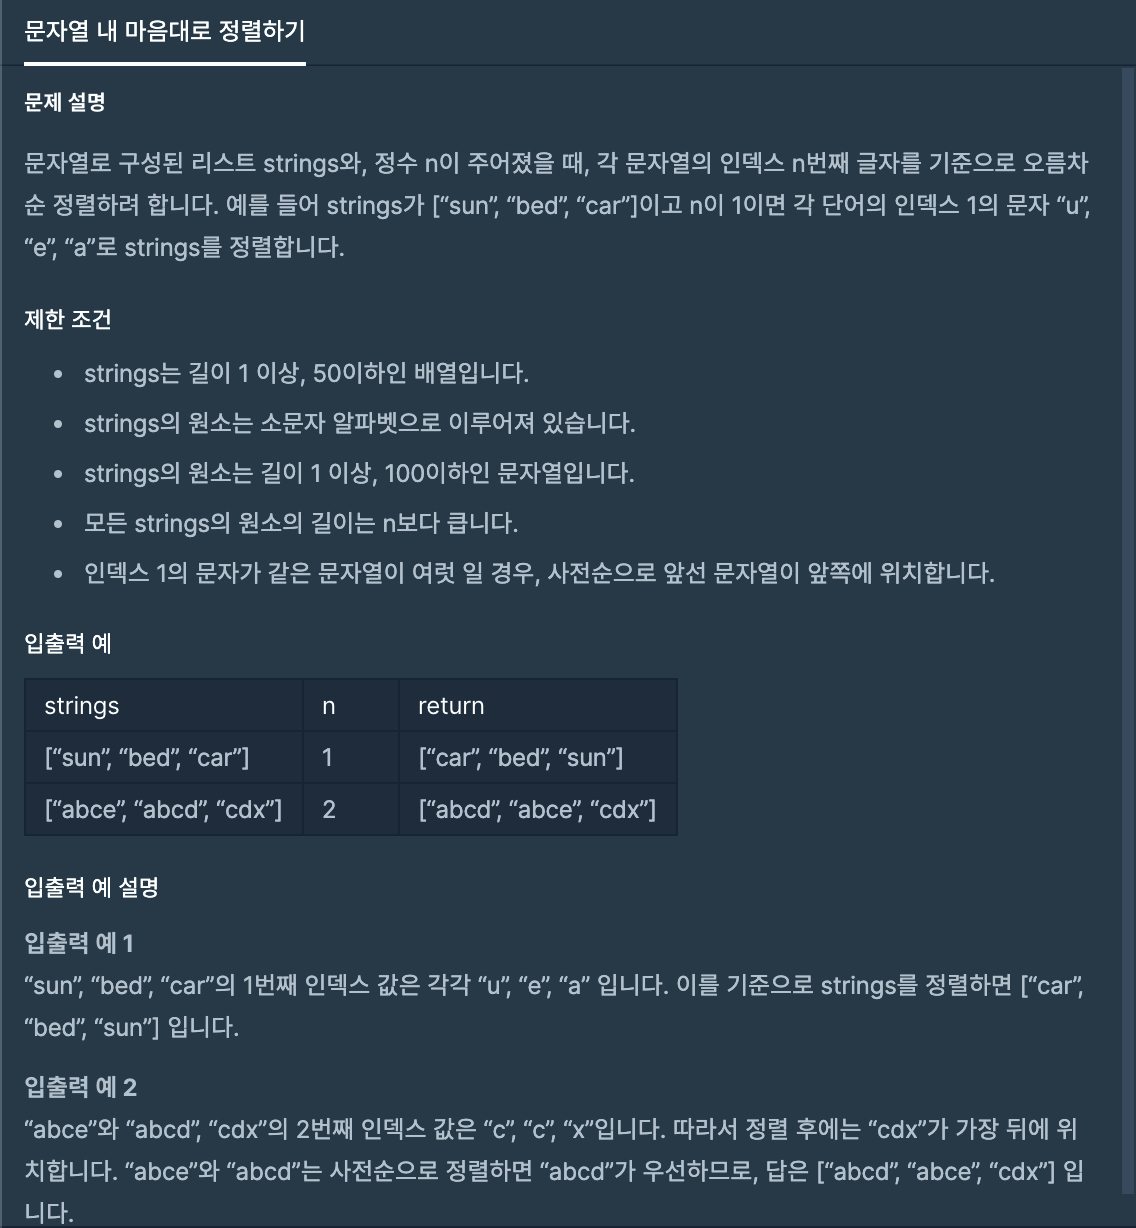 문자열 내 마음대로 정렬하기
문제 설명
문자열로 구성된 리스트 strings와, 정수 n이 주어졌을 때, 각 문자열의 인덱스 n번째 글자를 기준으로 오름차
순 정렬하려 합니다. 예를 들어 strings가 [“sun”, “bed”, “car”]이고 n이 1이면 각 단어의 인덱스 1의 문자 “u”,
“e”, “a”로 strings를 정렬합니다.
제한 조건
• strings는 길이 1 이상, 50이하인 배열입니다.
• strings의 원소는 소문자 알파벳으로 이루어져 있습니다.
• strings의 원소는 길이 1 이상, 100이하인 문자열입니다.
• 모든 strings의 원소의 길이는 n보다 큽니다.
• 인덱스 1의 문자가 같은 문자열이 여럿 일 경우, 사전순으로 앞선 문자열이 앞쪽에 위치합니다.
입출력 예
strings n return
[“sun”, “bed”, “car”] 1 [“car”, “bed”, “sun”]
[“abce”, “abcd”, “cdx”] 2 [“abcd”, “abce”, “cdx”]
입출력 예 설명
입출력 예 1
“sun”, “bed”, “car”의 1번째 인덱스 값은 각각 “u”, “e”, “a” 입니다. 이를 기준으로 strings를 정렬하면 [“car”,
“bed”, “sun”] 입니다.
입출력 예 2
“abce”와 “abcd”, “cdx”의 2번째 인덱스 값은 “c”, “c”, “x”입니다. 따라서 정렬 후에는 “cdx”가 가장 뒤에 위
치합니다. “abce”와 “abcd”는 사전순으로 정렬하면 “abcd”가 우선하므로, 답은 [“abcd”, “abce”, “cdx”] 입
니다.